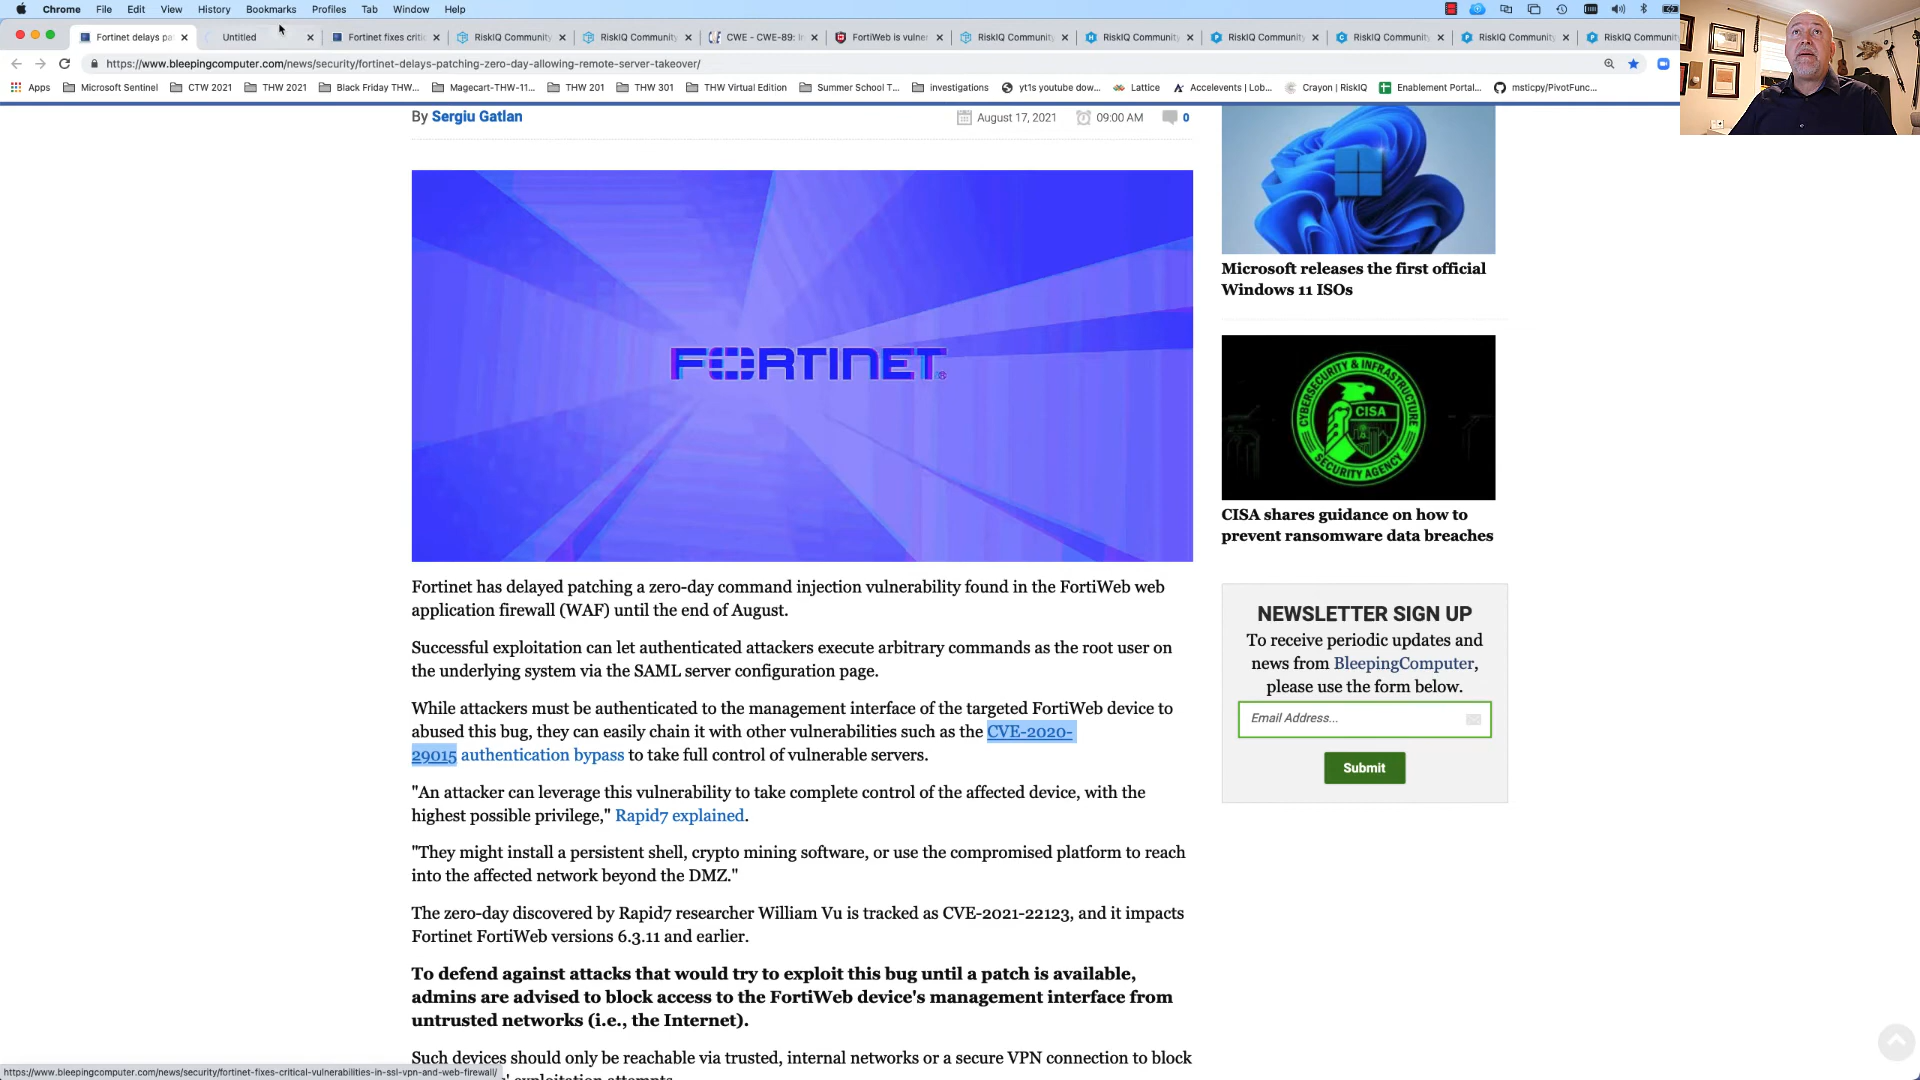 Chrome File Edit View History Bookmarks Profiles Tab Window Help
Fortinet delays pa Untitled Fortinet fixes critic RiskIQ Community RiskIQ Community CWE - CWE-89: I FortiWeb is vulner RiskIQ Community RiskIQ Community RiskIQ Community RiskIQ Community RiskIQ Community RiskIQ Commun
https://www.bleepingcomputer.com/news/security/fortinet-delays-patching-zero-day-allowing-remote-server-takeover/
Apps Microsoft Sentinel CTW 2021 THW 2021 Black Friday THW... Magecart-THW-11... THW 201 THW 301 THW Virtual Edition Summer School T... investigations yt1s youtube dow... Lattice Accelevents | Lob... Crayon | RiskIQ Enablement Portal... msticpy/PivotFunc...
By Sergiu Gatlan
August 17, 2021 09:00 AM 0
FORTINET®
Fortinet has delayed patching a zero-day command injection vulnerability found in the FortiWeb web
application firewall (WAF) until the end of August.
Successful exploitation can let authenticated attackers execute arbitrary commands as the root user on
the underlying system via the SAML server configuration page.
While attackers must be authenticated to the management interface of the targeted FortiWeb device to
abused this bug, they can easily chain it with other vulnerabilities such as the CVE-2020-
29015 authentication bypass to take full control of vulnerable servers.
"An attacker can leverage this vulnerability to take complete control of the affected device, with the
highest possible privilege," Rapid7 explained.
"They might install a persistent shell, crypto mining software, or use the compromised platform to reach
into the affected network beyond the DMZ."
The zero-day discovered by Rapid7 researcher William Vu is tracked as CVE-2021-22123, and it impacts
Fortinet FortiWeb versions 6.3.11 and earlier.
To defend against attacks that would try to exploit this bug until a patch is available,
admins are advised to block access to the FortiWeb device's management interface from
untrusted networks (i.e., the Internet).
Such devices should only be reachable via trusted, internal networks or a secure VPN connection to block
Microsoft releases the first official
Windows 11 ISOs
CYBERSECURITY & INFRASTRUCTURE
CISA
SECURITY AGENCY
CISA shares guidance on how to
prevent ransomware data breaches
NEWSLETTER SIGN UP
To receive periodic updates and
news from BleepingComputer,
please use the form below.
Email Address...
Submit
https://www.bleepingcomputer.com/news/security/fortinet-fixes-critical-vulnerabilities-in-ssl-vpn-and-web-firewall/